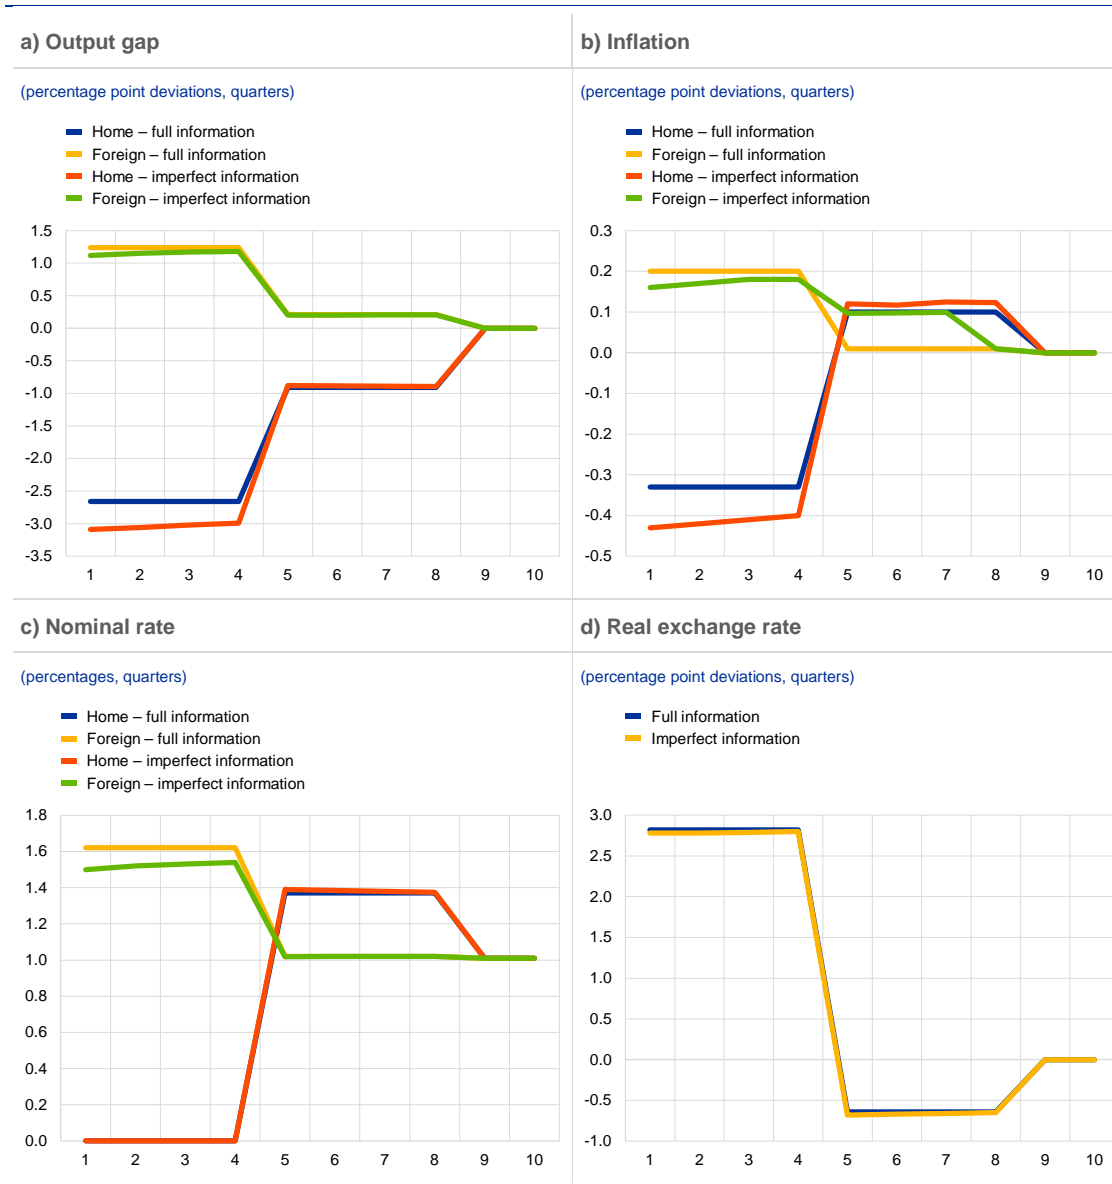 a) Output gap
(percentage point deviations, quarters)
Home – full information
Foreign – full information
Home – imperfect information
Foreign – imperfect information
1.5
1.0
0.5
0.0
-0.5
-1.0
-1.5
-2.0
-2.5
-3.0
-3.5
1 2 3 4 5 6 7 8 9 10
b) Inflation
(percentage point deviations, quarters)
Home – full information
Foreign – full information
Home – imperfect information
Foreign – imperfect information
0.3
0.2
0.1
0.0
-0.1
-0.2
-0.3
-0.4
-0.5
1 2 3 4 5 6 7 8 9 10
c) Nominal rate
(percentages, quarters)
Home – full information
Foreign – full information
Home – imperfect information
Foreign – imperfect information
1.8
1.6
1.4
1.2
1.0
0.8
0.6
0.4
0.2
0.0
1 2 3 4 5 6 7 8 9 10
d) Real exchange rate
(percentage point deviations, quarters)
Full information
Imperfect information
3.0
2.5
2.0
1.5
1.0
0.5
0.0
-0.5
-1.0
1 2 3 4 5 6 7 8 9 10